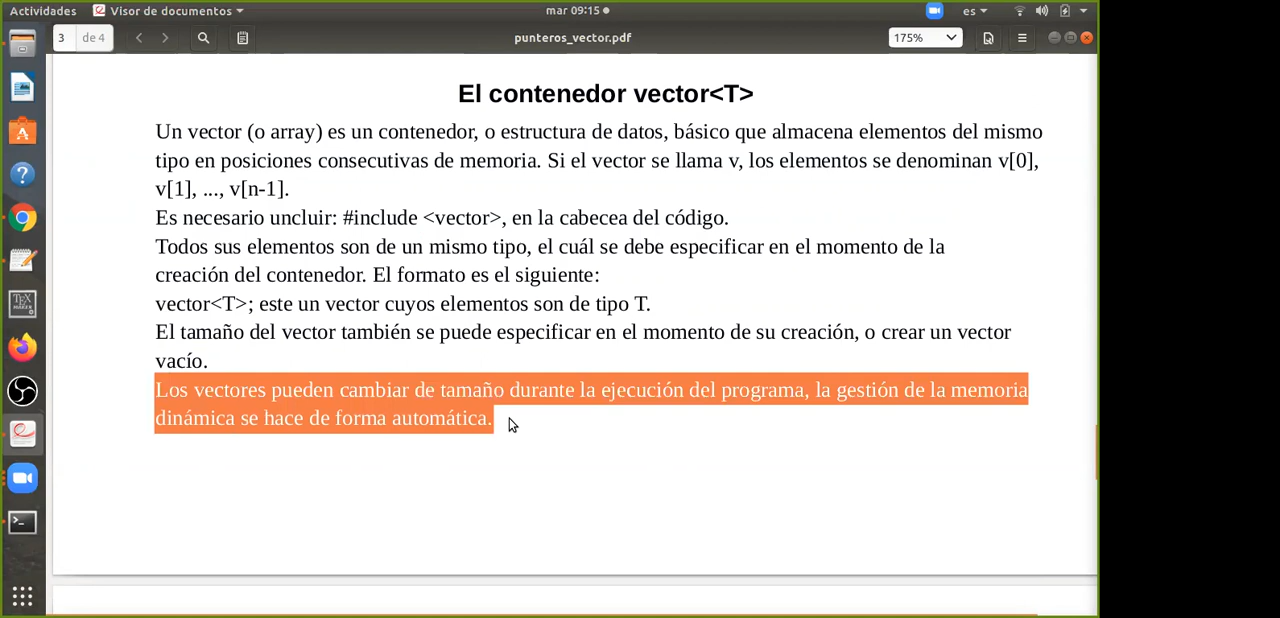 Actividades Visor de documentos mar 09:15 es
3 de 4 punteros_vector.pdf 175%
El contenedor vector<T>
Un vector (o array) es un contenedor, o estructura de datos, básico que almacena elementos del mismo
tipo en posiciones consecutivas de memoria. Si el vector se llama v, los elementos se denominan v[0],
v[1], ..., v[n-1].
Es necesario uncluir: #include <vector>, en la cabecea del código.
Todos sus elementos son de un mismo tipo, el cuál se debe especificar en el momento de la
creación del contenedor. El formato es el siguiente:
vector<T>; este un vector cuyos elementos son de tipo T.
El tamaño del vector también se puede especificar en el momento de su creación, o crear un vector
vacío.
Los vectores pueden cambiar de tamaño durante la ejecución del programa, la gestión de la memoria
dinámica se hace de forma automática.